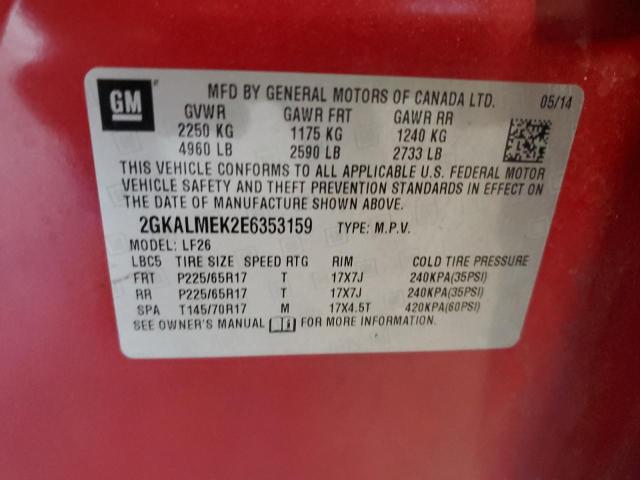 GM
MFD BY GENERAL MOTORS OF CANADA LTD. 05/14
GVWR GAWR FRT GAWR RR
2250 KG 1175 KG 1240 KG
4960 LB 2590 LB 2733 LB
THIS VEHICLE CONFORMS TO ALL APPLICABLE U.S. FEDERAL MOTOR
VEHICLE SAFETY AND THEFT PREVENTION STANDARDS IN EFFECT ON
THE DATE OF MANUFACTURE SHOWN ABOVE.
2GKALMEK2E6353159 TYPE: M.P.V.
MODEL: LF26
LBC5 TIRE SIZE SPEED RTG RIM COLD TIRE PRESSURE
FRT P225/65R17 T 17X7J 240KPA(35PSI)
RR P225/65R17 T 17X7J 240KPA(35PSI)
SPA T145/70R17 M 17X4.5T 420KPA(60PSI)
SEE OWNER'S MANUAL FOR MORE INFORMATION.